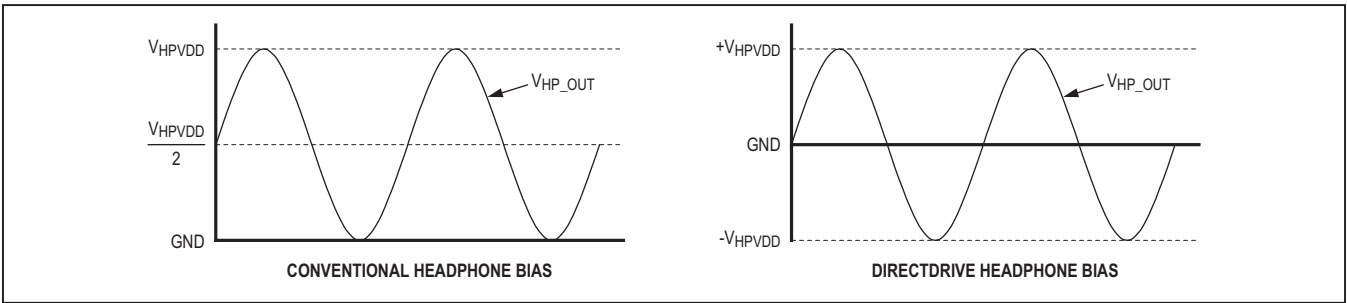 VHPVDD
VHP_OUT
VHPVDD
2
GND
CONVENTIONAL HEADPHONE BIAS
+VHPVDD
VHP_OUT
GND
-VHPVDD
DIRECTDRIVE HEADPHONE BIAS